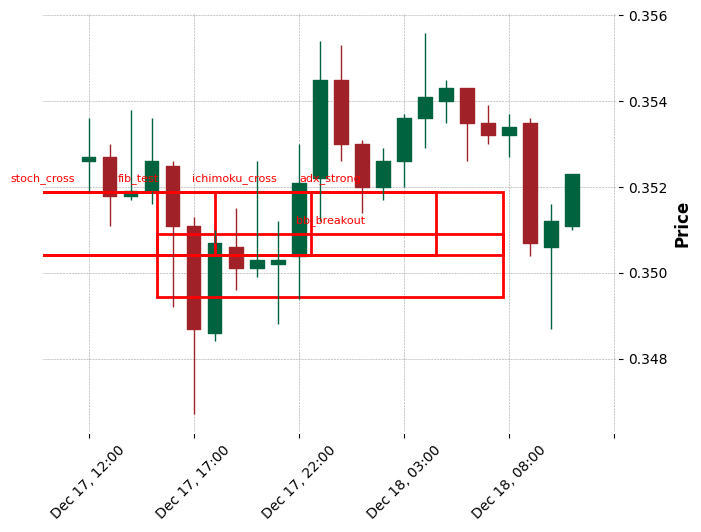 0.356
0.354
stoch_cross fib_test ichimoku_cross adx_strong
0.352
bb_breakout
0.350
0.348
Price
Dec 17, 12:00
Dec 17, 17:00
Dec 17, 22:00
Dec 18, 03:00
Dec 18, 08:00